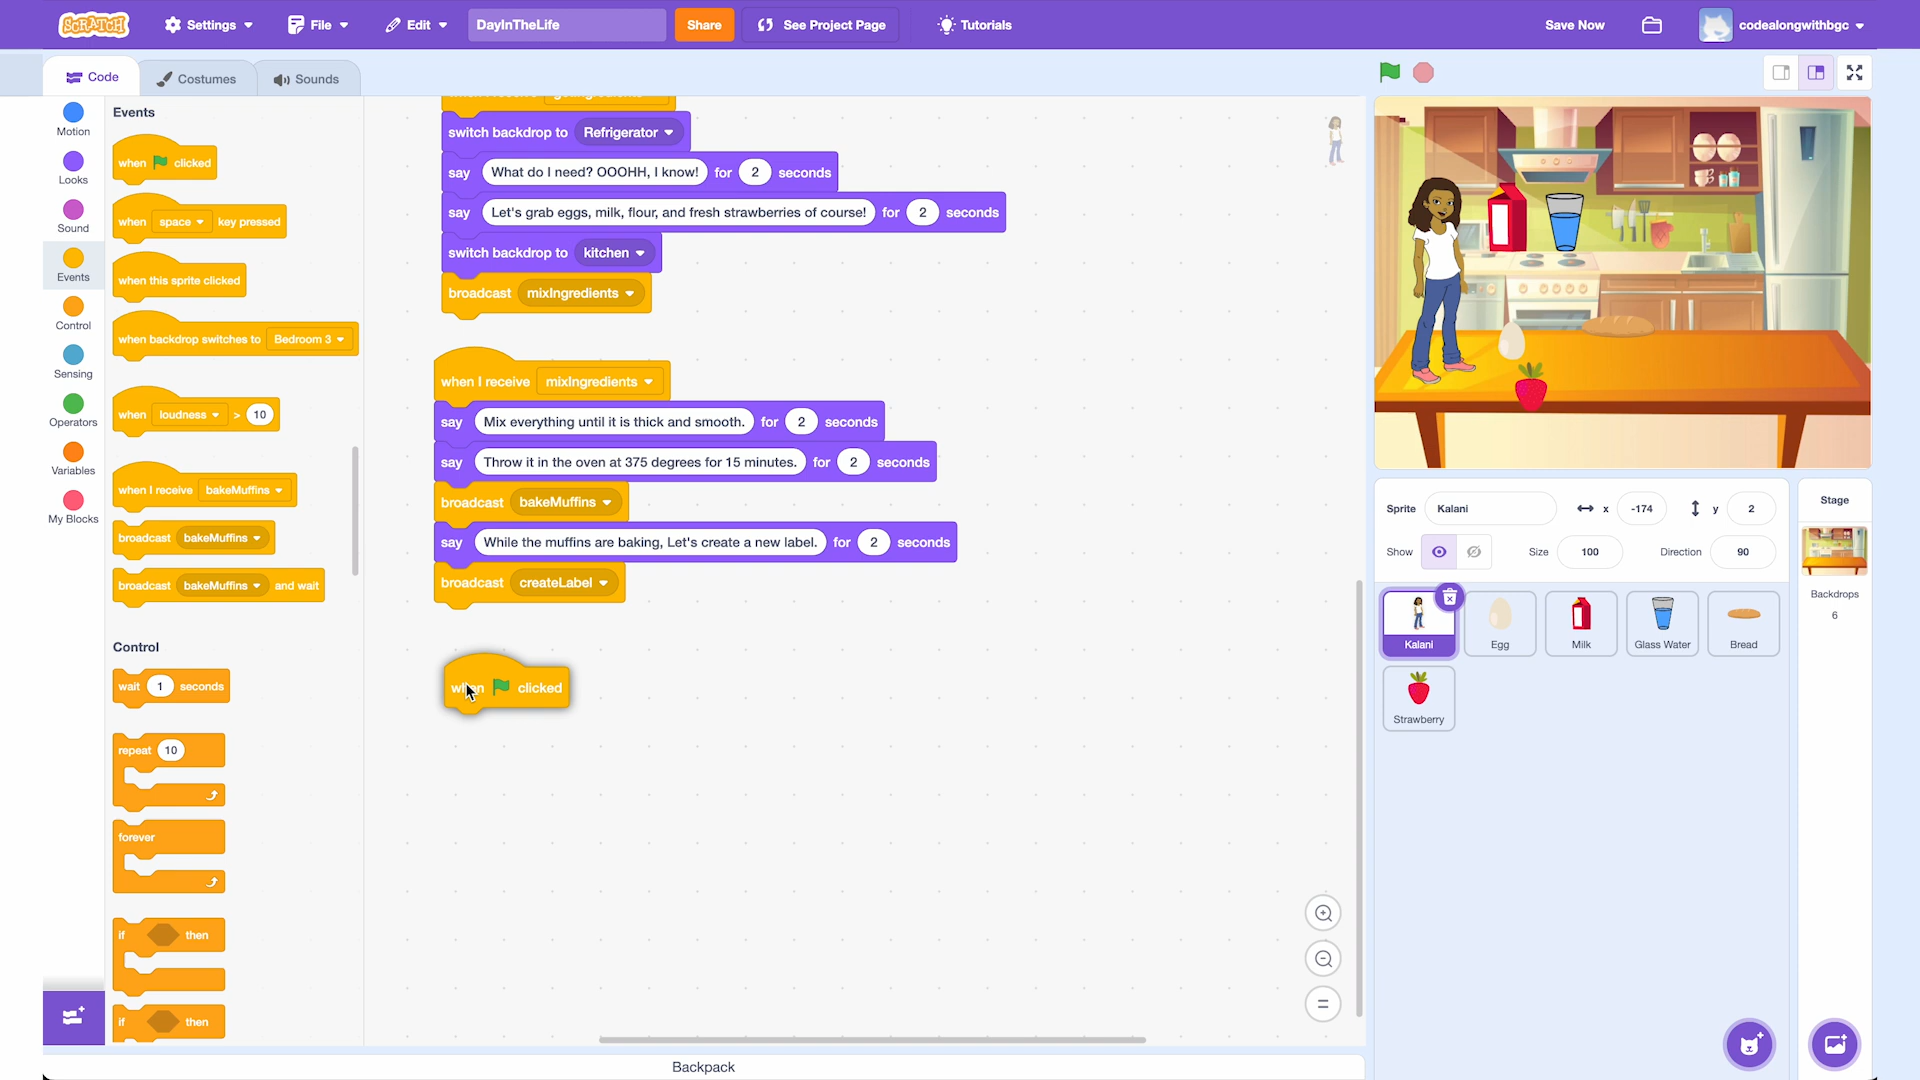 SCRATCH
Settings
File
Edit
DayInTheLife
Share
See Project Page
Tutorials
Save Now
codealongwithbgc
Code
Costumes
Sounds
Motion
Looks
Sound
Events
Control
Sensing
Operators
Variables
My Blocks
Events
when clicked
when space key pressed
when this sprite clicked
when backdrop switches to Bedroom 3
when loudness > 10
when I receive bakeMuffins
broadcast bakeMuffins
broadcast bakeMuffins and wait
Control
wait 1 seconds
repeat 10
forever
if then
if then
switch backdrop to Refrigerator
say What do I need? OOOHH, I know! for 2 seconds
say Let's grab eggs, milk, flour, and fresh strawberries of course! for 2 seconds
switch backdrop to kitchen
broadcast mixIngredients
when I receive mixIngredients
say Mix everything until it is thick and smooth. for 2 seconds
say Throw it in the oven at 375 degrees for 15 minutes. for 2 seconds
broadcast bakeMuffins
say While the muffins are baking, Let's create a new label. for 2 seconds
broadcast createLabel
when clicked
Backpack
Sprite Kalani x -174 y 2
Show Size 100 Direction 90
Kalani
Egg
Milk
Glass Water
Bread
Strawberry
Stage
Backdrops
6